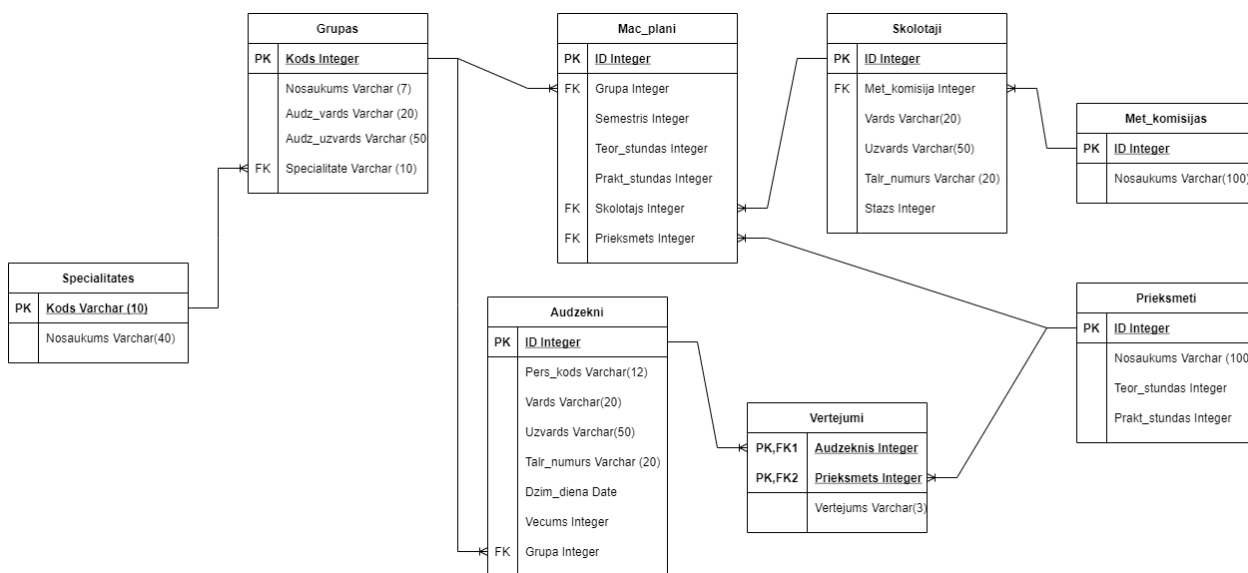 Grupas
PK Kods Integer
Nosaukums Varchar (7)
Audz_vards Varchar (20)
Audz_uzvards Varchar (50
FK Specialitate Varchar (10)
Mac_plani
PK ID Integer
FK Grupa Integer
Semestris Integer
Teor_stundas Integer
Prakt_stundas Integer
FK Skolotajs Integer
FK Prieksmets Integer
Skolotaji
PK ID Integer
FK Met_komisija Integer
Vards Varchar(20)
Uzvards Varchar(50)
Talr_numurs Varchar (20)
Stazs Integer
Met_komisijas
PK ID Integer
Nosaukums Varchar(100)
Specialitates
PK Kods Varchar (10)
Nosaukums Varchar(40)
Audzekni
PK ID Integer
Pers_kods Varchar(12)
Vards Varchar(20)
Uzvards Varchar(50)
Talr_numurs Varchar (20)
Dzim_diena Date
Vecums Integer
FK Grupa Integer
Vertejumi
PK,FK1 Audzeknis Integer
PK,FK2 Prieksmets Integer
Vertejums Varchar(3)
Prieksmeti
PK ID Integer
Nosaukums Varchar (100
Teor_stundas Integer
Prakt_stundas Integer